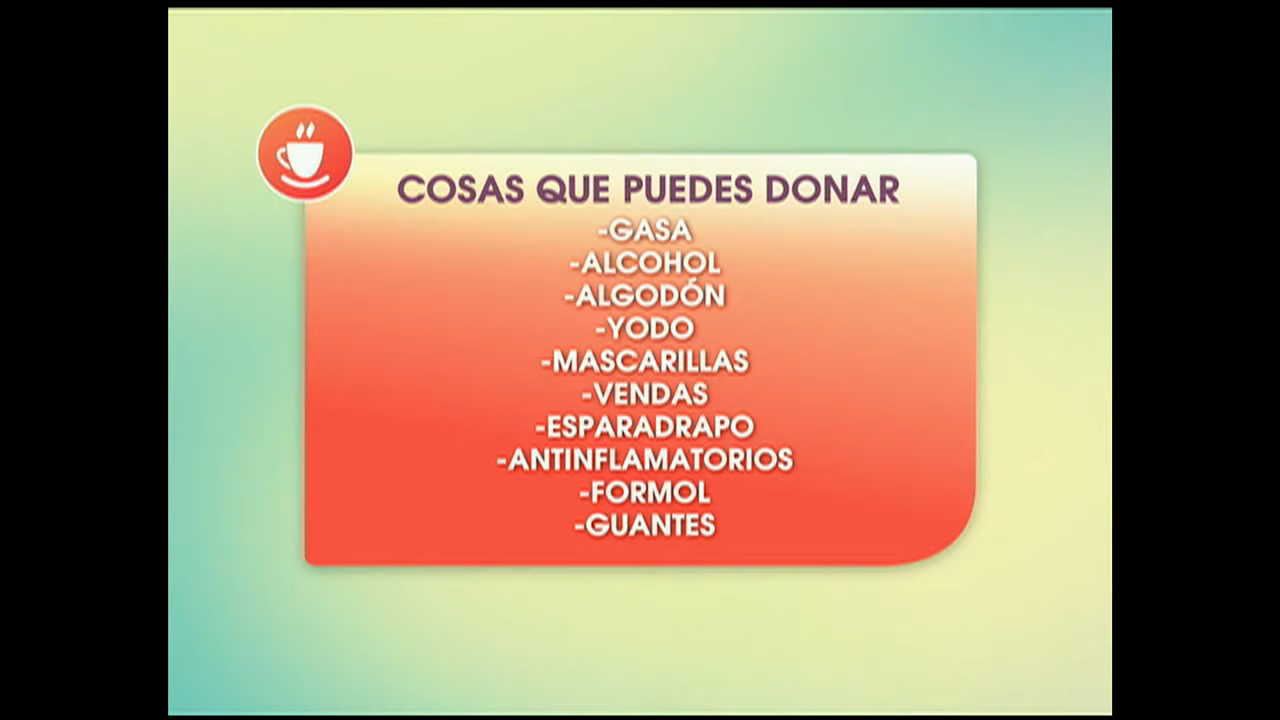 COSAS QUE PUEDES DONAR
-GASA
-ALCOHOL
-ALGODÓN
-YODO
-MASCARILLAS
-VENDAS
-ESPARADRAPO
-ANTINFLAMATORIOS
-FORMOL
-GUANTES